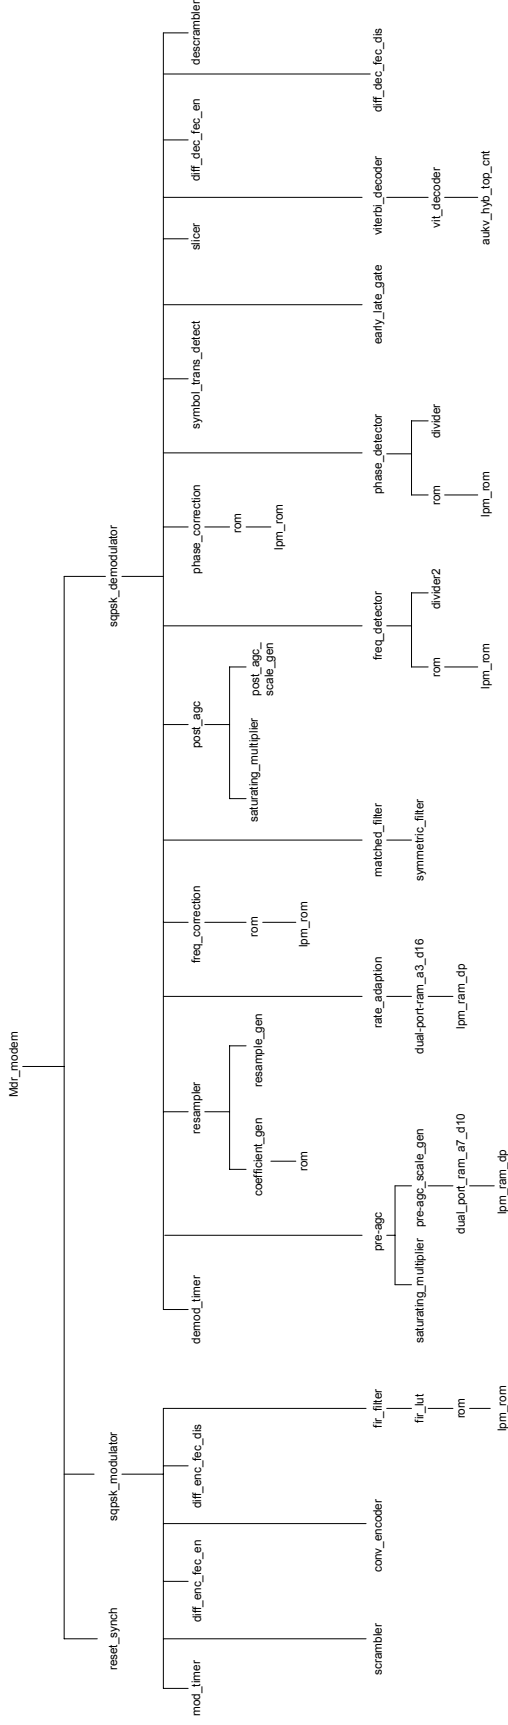 Mdr_modem
reset_synch
sqpsk_modulator
sqpsk_demodulator
mod_timer
diff_enc_fec_en
diff_enc_fec_dis
demod_timer
resampler
freq_correction
post_agc
phase_correction
symbol_trans_detect
slicer
diff_dec_fec_en
descrambler
coefficient_gen
resample_gen
rom
rom
lpm_rom
saturating_multiplier
post_agc_
scale_gen
rom
lpm_rom
scrambler
conv_encoder
fir_filter
pre-agc
rate_adaption
matched_filter
freq_detector
phase_detector
early_late_gate
viterbi_decoder
diff_dec_fec_dis
fir_lut
rom
lpm_rom
saturating_multiplier
pre-agc_scale_gen
dual_port_ram_a7_d10
lpm_ram_dp
dual-port-ram_a3_d16
lpm_ram_dp
symmetric_filter
rom
divider2
lpm_rom
rom
divider
lpm_rom
vit_decoder
aukv_hyb_top_cnt